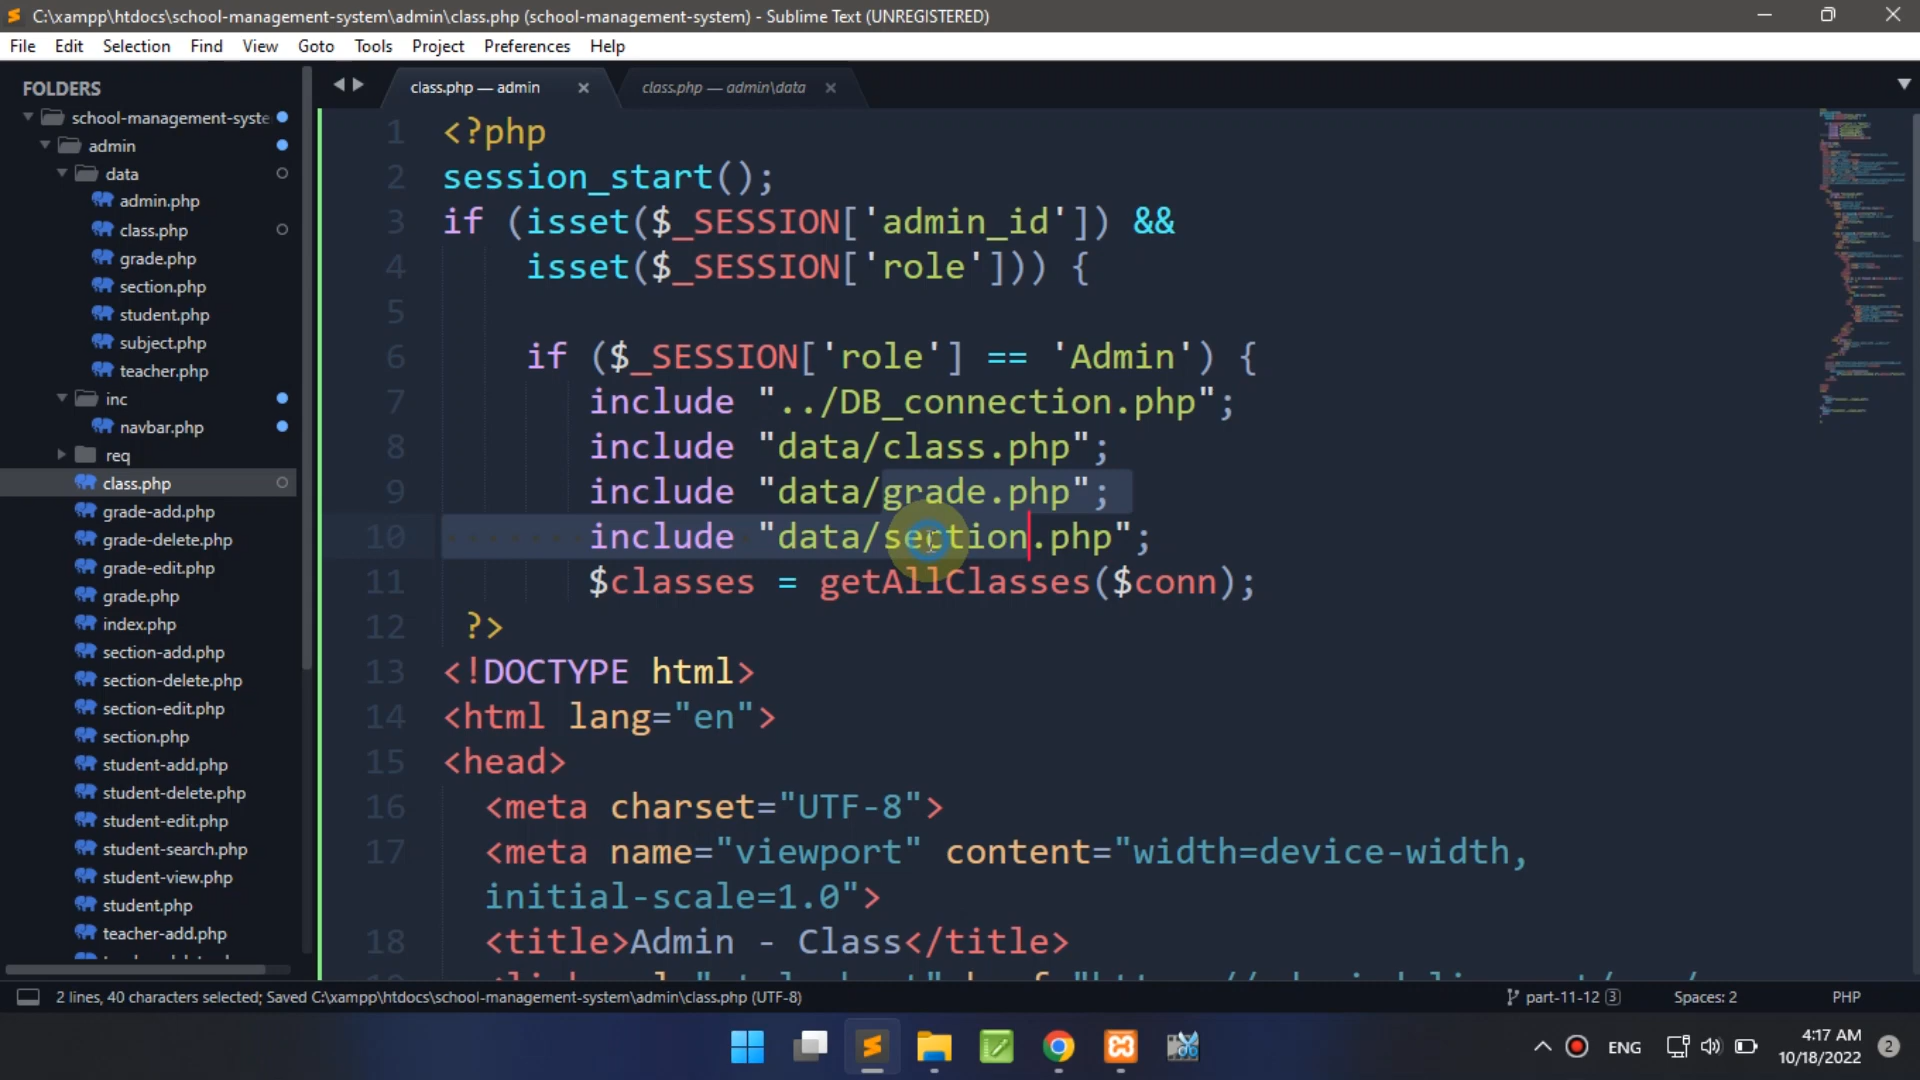 C:\xampp\htdocs\school-management-system\admin\class.php (school-management-system) - Sublime Text (UNREGISTERED)
File Edit Selection Find View Goto Tools Project Preferences Help
FOLDERS
school-management-syste
admin
data
admin.php
class.php
grade.php
section.php
student.php
subject.php
teacher.php
inc
navbar.php
req
class.php
grade-add.php
grade-delete.php
grade-edit.php
grade.php
index.php
section-add.php
section-delete.php
section-edit.php
section.php
student-add.php
student-delete.php
student-edit.php
student-search.php
student-view.php
student.php
teacher-add.php
class.php — admin class.php — admin\data
1 <?php
2 session_start();
3 if (isset($_SESSION['admin_id']) &&
4 isset($_SESSION['role'])) {
5
6 if ($_SESSION['role'] == 'Admin') {
7 include "../DB_connection.php";
8 include "data/class.php";
9 include "data/grade.php";
10 include "data/section.php";
11 $classes = getAllClasses($conn);
12 ?>
13 <!DOCTYPE html>
14 <html lang="en">
15 <head>
16 <meta charset="UTF-8">
17 <meta name="viewport" content="width=device-width,
initial-scale=1.0">
18 <title>Admin - Class</title>
2 lines, 40 characters selected; Saved C:\xampp\htdocs\school-management-system\admin\class.php (UTF-8)
part-11-12 3 Spaces: 2 PHP
ENG
4:17 AM
10/18/2022
2